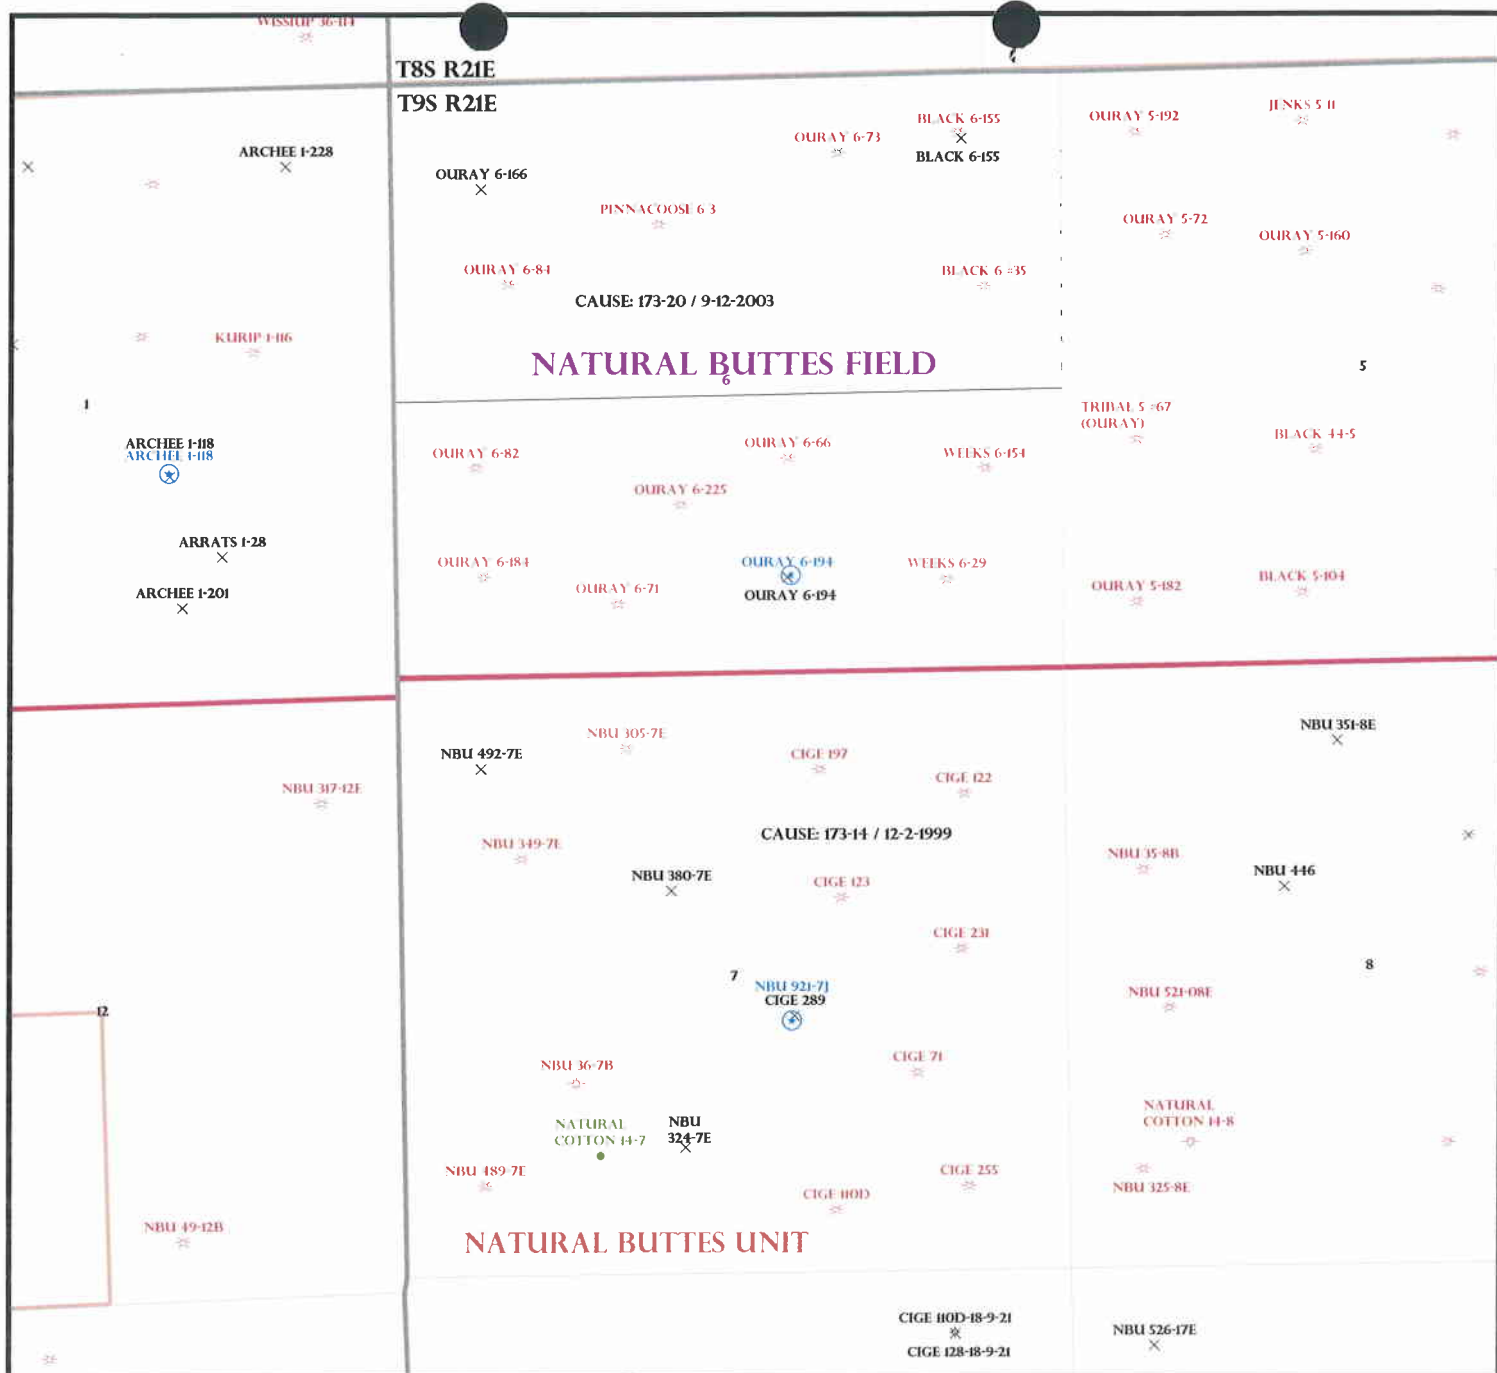 WISSIUP 36-114
T8S R21E
T9S R21E
ARCHEE 1-228
OURAY 6-166
OURAY 6-73
BLACK 6-155
BLACK 6-155
OURAY 5-192
JENKS 5-11
PINNACOOSE 6-3
OURAY 5-72
OURAY 5-160
OURAY 6-84
BLACK 6 #35
CAUSE: 173-20 / 9-12-2003
KURIP 1-116
NATURAL BUTTES FIELD
6
5
1
TRIBAL 5 #67
(OURAY)
ARCHEE 1-118
ARCHEE 1-118
OURAY 6-82
OURAY 6-66
WEEKS 6-154
BLACK 44-5
OURAY 6-225
ARRATS 1-28
OURAY 6-184
OURAY 6-194
WEEKS 6-29
OURAY 6-71
OURAY 6-194
OURAY 5-182
BLACK 5-104
ARCHEE 1-201
NBU 492-7E
NBU 305-7E
CIGE 197
CIGE 122
NBU 351-8E
NBU 317-12E
CAUSE: 173-14 / 12-2-1999
NBU 349-7E
NBU 380-7E
CIGE 123
NBU 35-8B
NBU 446
CIGE 231
7
8
NBU 921-7J
CIGE 289
NBU 521-08E
12
NBU 36-7B
CIGE 71
NATURAL
COTTON 14-7
NBU
324-7E
NATURAL
COTTON 14-8
NBU 489-7E
CIGE 110D
CIGE 255
NBU 325-8E
NBU 49-12B
NATURAL BUTTES UNIT
CIGE 110D-18-9-21
CIGE 128-18-9-21
NBU 526-17E